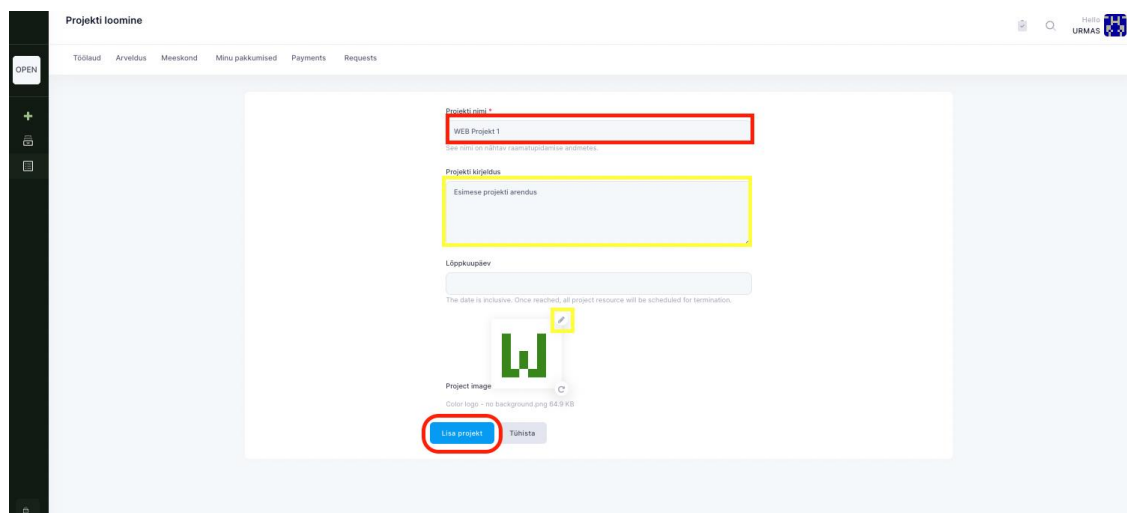 Projekti loomine
Hello
URMAS
OPEN
Töölaud Arveldus Meeskond Minu pakkumised Payments Requests
Projekti nimi *
WEB Projekt 1
See nimi on nähtav raamatupidamise andmetes.
Projekti kirjeldus
Esimese projekti arendus
Lõppkuupäev
The date is inclusive. Once reached, all project resource will be scheduled for termination.
Project image
Color logo - no background.png 64.9 KB
Lisa projekt Tühista